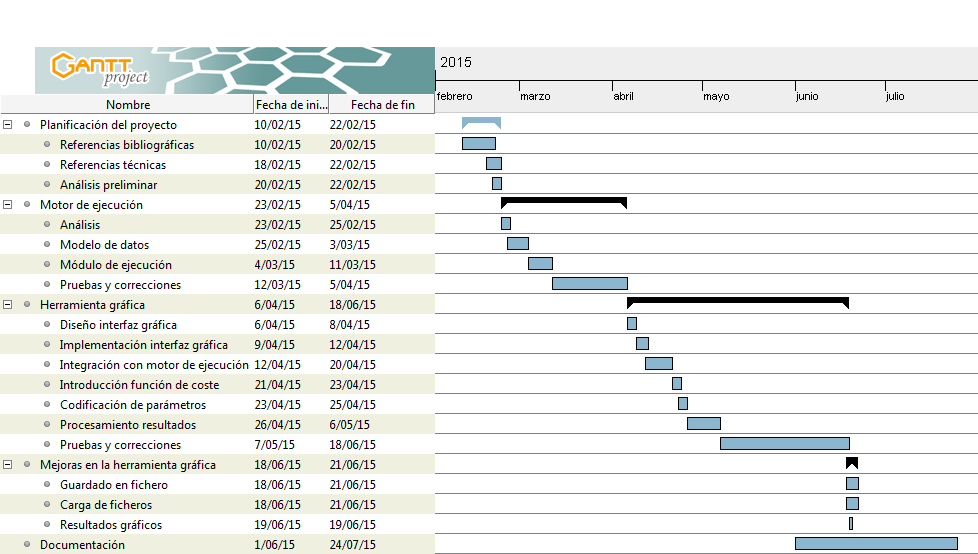 GANTT
project
2015
febrero marzo abril mayo junio julio
Nombre Fecha de ini... Fecha de fin
Planificación del proyecto 10/02/15 22/02/15
Referencias bibliográficas 10/02/15 20/02/15
Referencias técnicas 18/02/15 22/02/15
Análisis preliminar 20/02/15 22/02/15
Motor de ejecución 23/02/15 5/04/15
Análisis 23/02/15 25/02/15
Modelo de datos 25/02/15 3/03/15
Módulo de ejecución 4/03/15 11/03/15
Pruebas y correcciones 12/03/15 5/04/15
Herramienta gráfica 6/04/15 18/06/15
Diseño interfaz gráfica 6/04/15 8/04/15
Implementación interfaz gráfica 9/04/15 12/04/15
Integración con motor de ejecución 12/04/15 20/04/15
Introducción función de coste 21/04/15 23/04/15
Codificación de parámetros 23/04/15 25/04/15
Procesamiento resultados 26/04/15 6/05/15
Pruebas y correcciones 7/05/15 18/06/15
Mejoras en la herramienta gráfica 18/06/15 21/06/15
Guardado en fichero 18/06/15 21/06/15
Carga de ficheros 18/06/15 21/06/15
Resultados gráficos 19/06/15 19/06/15
Documentación 1/06/15 24/07/15